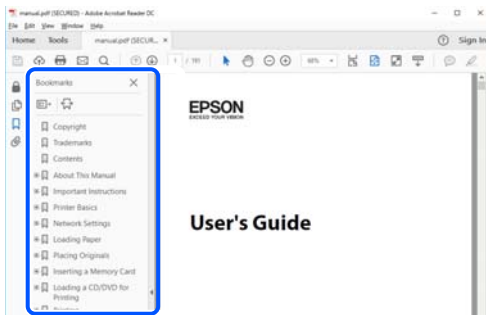 manual.pdf (SECURED) - Adobe Acrobat Reader DC
File Edit View Window Help
Home Tools manual.pdf (SECUR... × Sign In
1 / 
Bookmarks
Copyright
Trademarks
Contents
About This Manual
Important Instructions
Printer Basics
Network Settings
Loading Paper
Placing Originals
Inserting a Memory Card
Loading a CD/DVD for
Printing
EPSON
EXCEED YOUR VISION
User's Guide